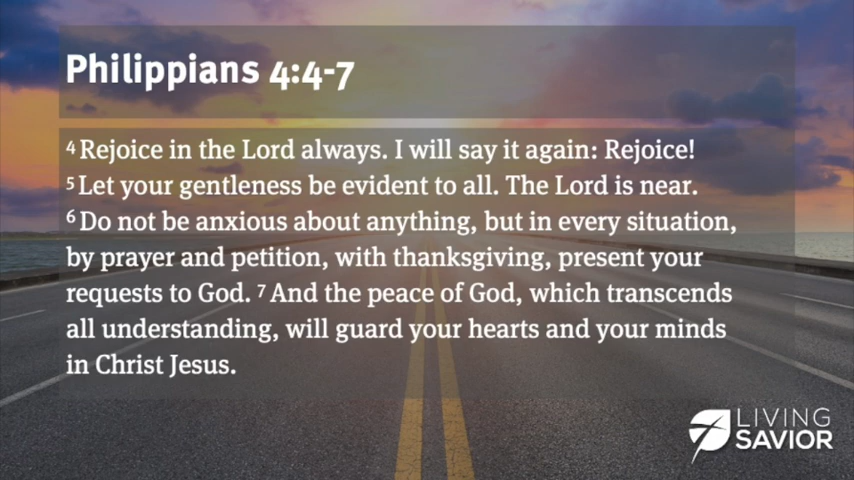 Philippians 4:4-7
4 Rejoice in the Lord always. I will say it again: Rejoice!
5 Let your gentleness be evident to all. The Lord is near.
6 Do not be anxious about anything, but in every situation,
by prayer and petition, with thanksgiving, present your
requests to God. 7 And the peace of God, which transcends
all understanding, will guard your hearts and your minds
in Christ Jesus.
LIVING
SAVIOR